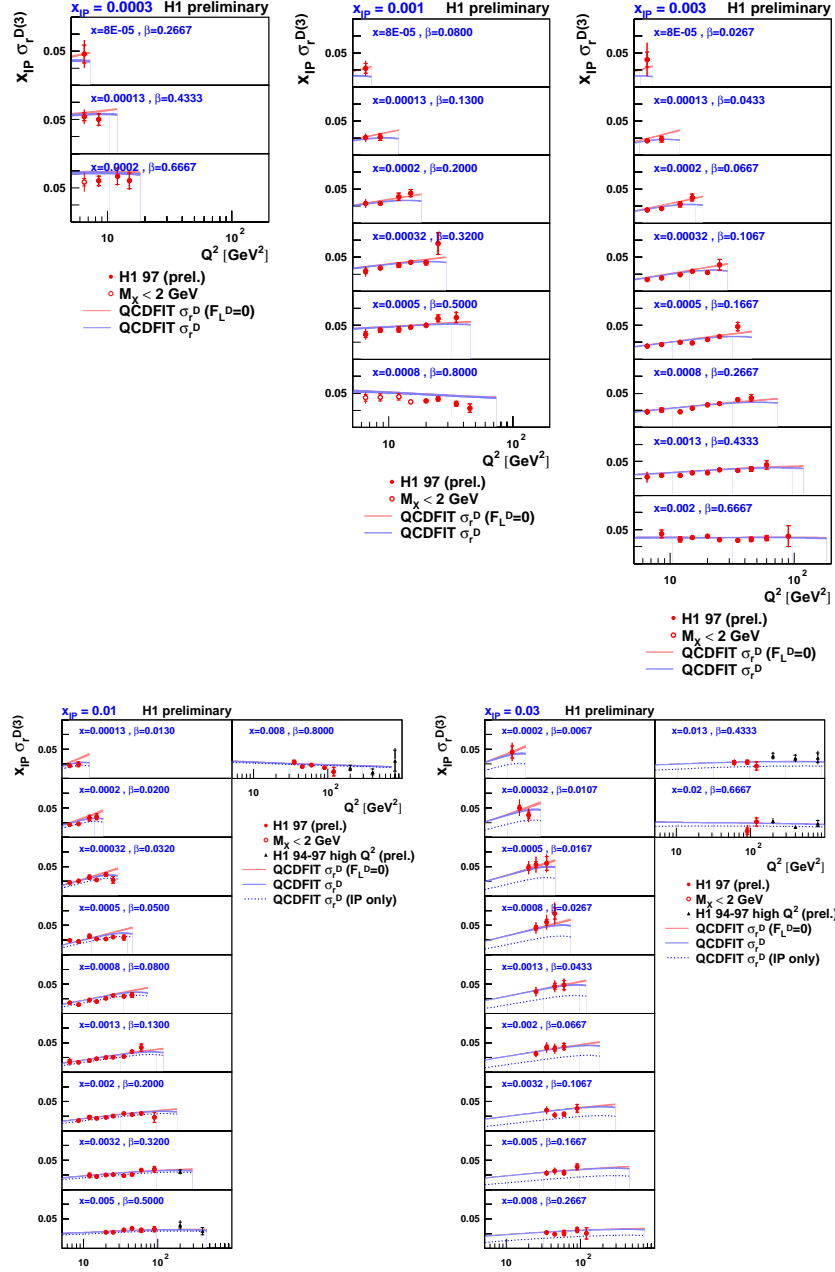 x_IP = 0.0003 H1 preliminary
x_IP σ_r^D(3)
x=8E-05 , β=0.2667
0.05
x=0.00013 , β=0.4333
0.05
x=0.0002 , β=0.6667
0.05
10 10^2
Q^2 [GeV^2]
H1 97 (prel.)
M_X < 2 GeV
QCDFIT σ_r^D (F_L^D=0)
QCDFIT σ_r^D
x_IP = 0.001 H1 preliminary
x_IP σ_r^D(3)
x=8E-05 , β=0.0800
0.05
x=0.00013 , β=0.1300
0.05
x=0.0002 , β=0.2000
0.05
x=0.00032 , β=0.3200
0.05
x=0.0005 , β=0.5000
0.05
x=0.0008 , β=0.8000
0.05
10 10^2
Q^2 [GeV^2]
H1 97 (prel.)
M_X < 2 GeV
QCDFIT σ_r^D (F_L^D=0)
QCDFIT σ_r^D
x_IP = 0.003 H1 preliminary
x_IP σ_r^D(3)
x=8E-05 , β=0.0267
0.05
x=0.00013 , β=0.0433
0.05
x=0.0002 , β=0.0667
0.05
x=0.00032 , β=0.1067
0.05
x=0.0005 , β=0.1667
0.05
x=0.0008 , β=0.2667
0.05
x=0.0013 , β=0.4333
0.05
x=0.002 , β=0.6667
0.05
10 10^2
Q^2 [GeV^2]
H1 97 (prel.)
M_X < 2 GeV
QCDFIT σ_r^D (F_L^D=0)
QCDFIT σ_r^D
x_IP = 0.01 H1 preliminary
x_IP σ_r^D(3)
x=0.00013 , β=0.0130
0.05
x=0.0002 , β=0.0200
0.05
x=0.00032 , β=0.0320
0.05
x=0.0005 , β=0.0500
0.05
x=0.0008 , β=0.0800
0.05
x=0.0013 , β=0.1300
0.05
x=0.002 , β=0.2000
0.05
x=0.0032 , β=0.3200
0.05
x=0.005 , β=0.5000
0.05
10 10^2
x=0.008 , β=0.8000
10 10^2
Q^2 [GeV^2]
H1 97 (prel.)
M_X < 2 GeV
H1 94-97 high Q^2 (prel.)
QCDFIT σ_r^D (F_L^D=0)
QCDFIT σ_r^D
QCDFIT σ_r^D (IP only)
x_IP = 0.03 H1 preliminary
x_IP σ_r^D(3)
x=0.0002 , β=0.0067
0.05
x=0.00032 , β=0.0107
0.05
x=0.0005 , β=0.0167
0.05
x=0.0008 , β=0.0267
0.05
x=0.0013 , β=0.0433
0.05
x=0.002 , β=0.0667
0.05
x=0.0032 , β=0.1067
0.05
x=0.005 , β=0.1667
0.05
x=0.008 , β=0.2667
0.05
10 10^2
x=0.013 , β=0.4333
x=0.02 , β=0.6667
10 10^2
Q^2 [GeV^2]
H1 97 (prel.)
M_X < 2 GeV
H1 94-97 high Q^2 (prel.)
QCDFIT σ_r^D (F_L^D=0)
QCDFIT σ_r^D
QCDFIT σ_r^D (IP only)